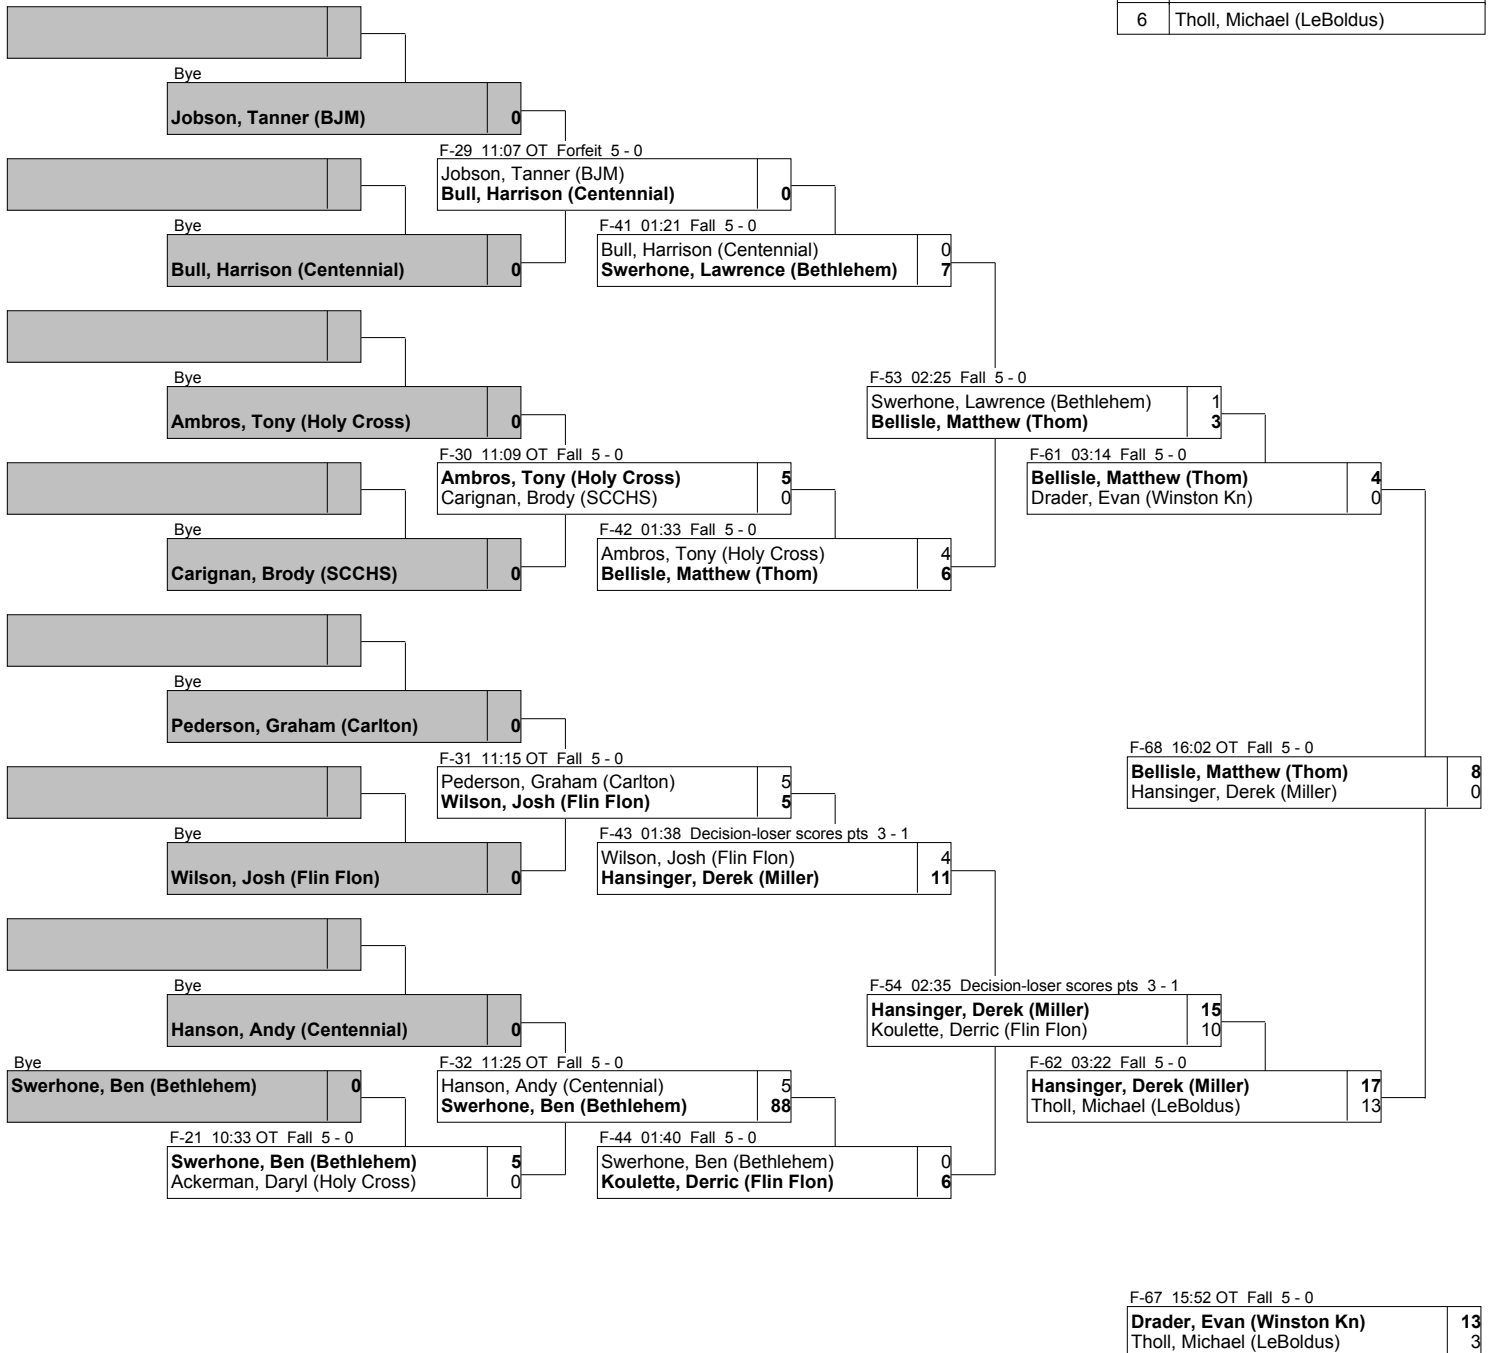 6 Tholl, Michael (LeBoldus)
Bye
Jobson, Tanner (BJM) 0
F-29 11:07 OT Forfeit 5 - 0
Jobson, Tanner (BJM)
Bull, Harrison (Centennial) 0
Bye
Bull, Harrison (Centennial) 0
F-41 01:21 Fall 5 - 0
Bull, Harrison (Centennial) 0
Swerhone, Lawrence (Bethlehem) 7
Bye
Ambros, Tony (Holy Cross) 0
F-53 02:25 Fall 5 - 0
Swerhone, Lawrence (Bethlehem) 1
Bellisle, Matthew (Thom) 3
F-30 11:09 OT Fall 5 - 0
Ambros, Tony (Holy Cross) 5
Carignan, Brody (SCCHS) 0
F-61 03:14 Fall 5 - 0
Bellisle, Matthew (Thom) 4
Drader, Evan (Winston Kn) 0
Bye
Carignan, Brody (SCCHS) 0
F-42 01:33 Fall 5 - 0
Ambros, Tony (Holy Cross) 4
Bellisle, Matthew (Thom) 6
Bye
Pederson, Graham (Carlton) 0
F-31 11:15 OT Fall 5 - 0
Pederson, Graham (Carlton) 5
Wilson, Josh (Flin Flon) 5
F-68 16:02 OT Fall 5 - 0
Bellisle, Matthew (Thom) 8
Hansinger, Derek (Miller) 0
Bye
Wilson, Josh (Flin Flon) 0
F-43 01:38 Decision-loser scores pts 3 - 1
Wilson, Josh (Flin Flon) 4
Hansinger, Derek (Miller) 11
Bye
Hanson, Andy (Centennial) 0
F-54 02:35 Decision-loser scores pts 3 - 1
Hansinger, Derek (Miller) 15
Koulette, Derric (Flin Flon) 10
Bye
Swerhone, Ben (Bethlehem) 0
F-32 11:25 OT Fall 5 - 0
Hanson, Andy (Centennial) 5
Swerhone, Ben (Bethlehem) 88
F-62 03:22 Fall 5 - 0
Hansinger, Derek (Miller) 17
Tholl, Michael (LeBoldus) 13
F-21 10:33 OT Fall 5 - 0
Swerhone, Ben (Bethlehem) 5
Ackerman, Daryl (Holy Cross) 0
F-44 01:40 Fall 5 - 0
Swerhone, Ben (Bethlehem) 0
Koulette, Derric (Flin Flon) 6
F-67 15:52 OT Fall 5 - 0
Drader, Evan (Winston Kn) 13
Tholl, Michael (LeBoldus) 3